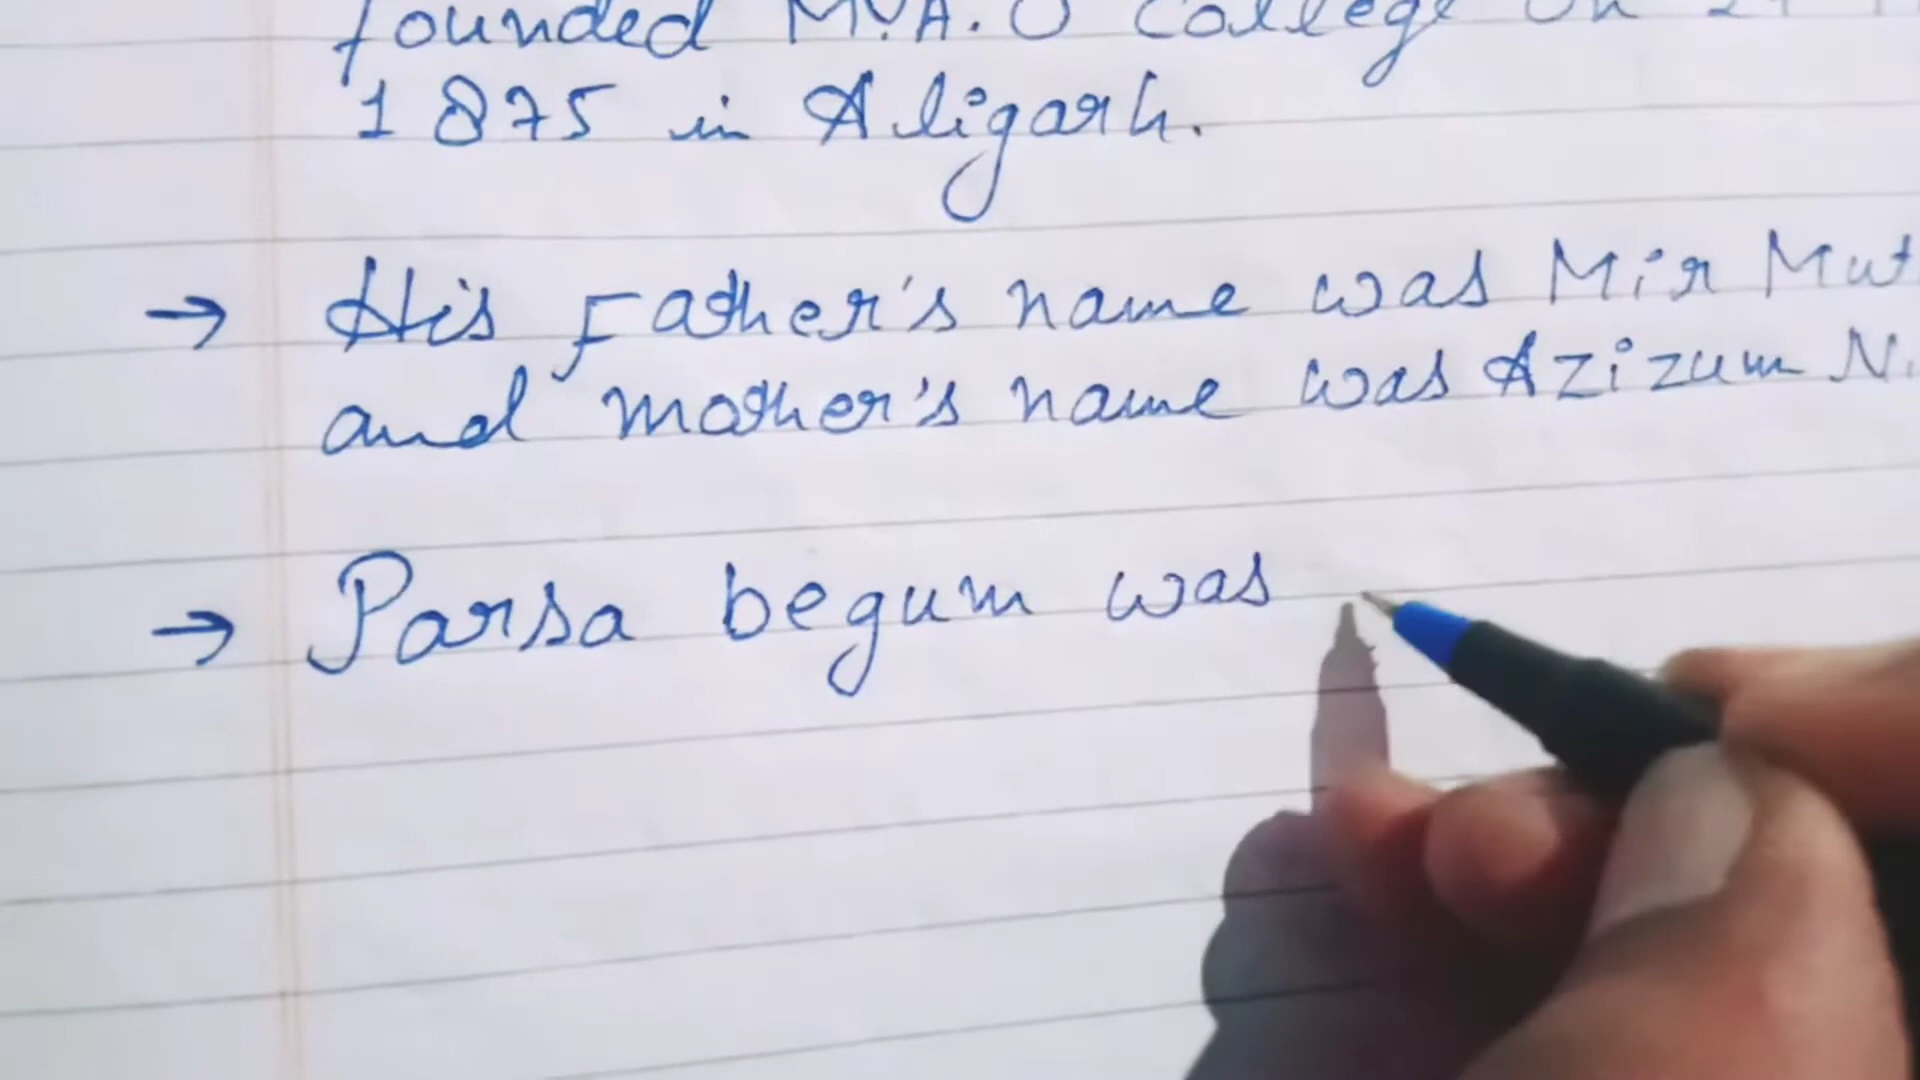 founded M.A.O College on
1875 in Aligarh.
→ His Father's name was Mir
and mother's name was Azizum
→ Parsa begum was